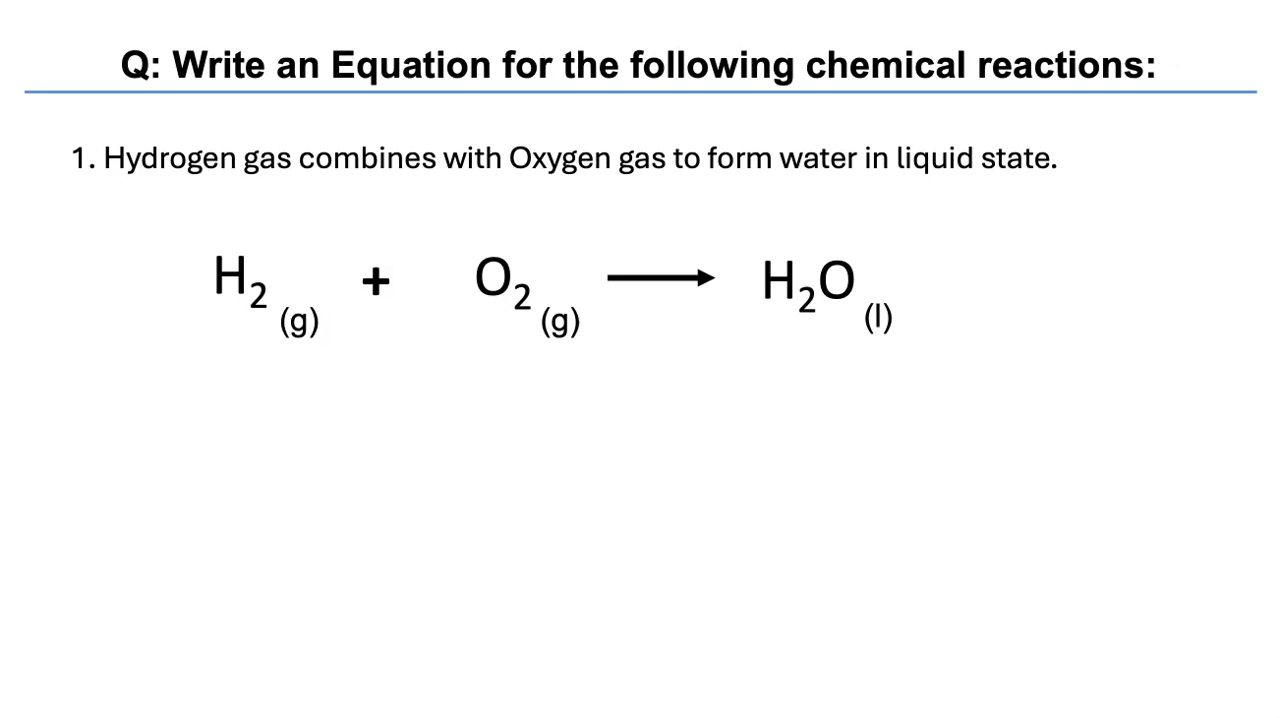 Q: Write an Equation for the following chemical reactions:
1. Hydrogen gas combines with Oxygen gas to form water in liquid state.
H₂ (g) + O₂ (g) ⟶ H₂O (l)